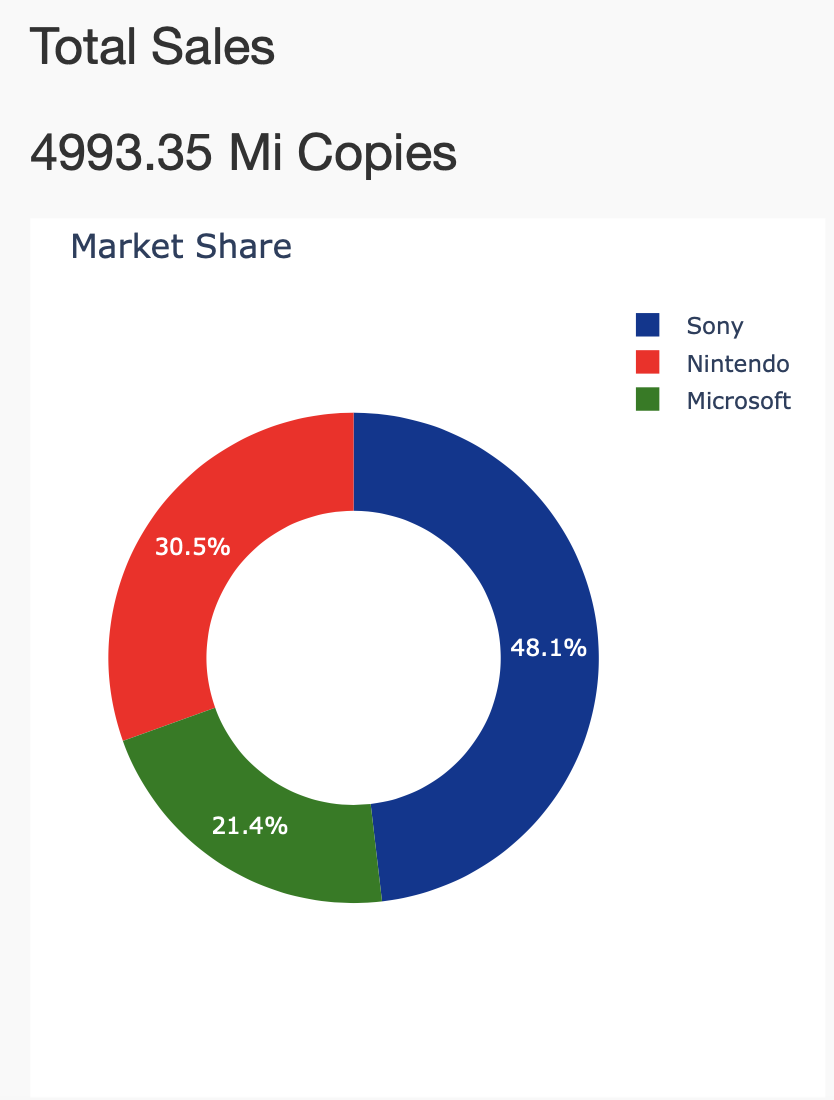 Total Sales
4993.35 Mi Copies
Market Share
Sony
Nintendo
Microsoft
30.5%
48.1%
21.4%